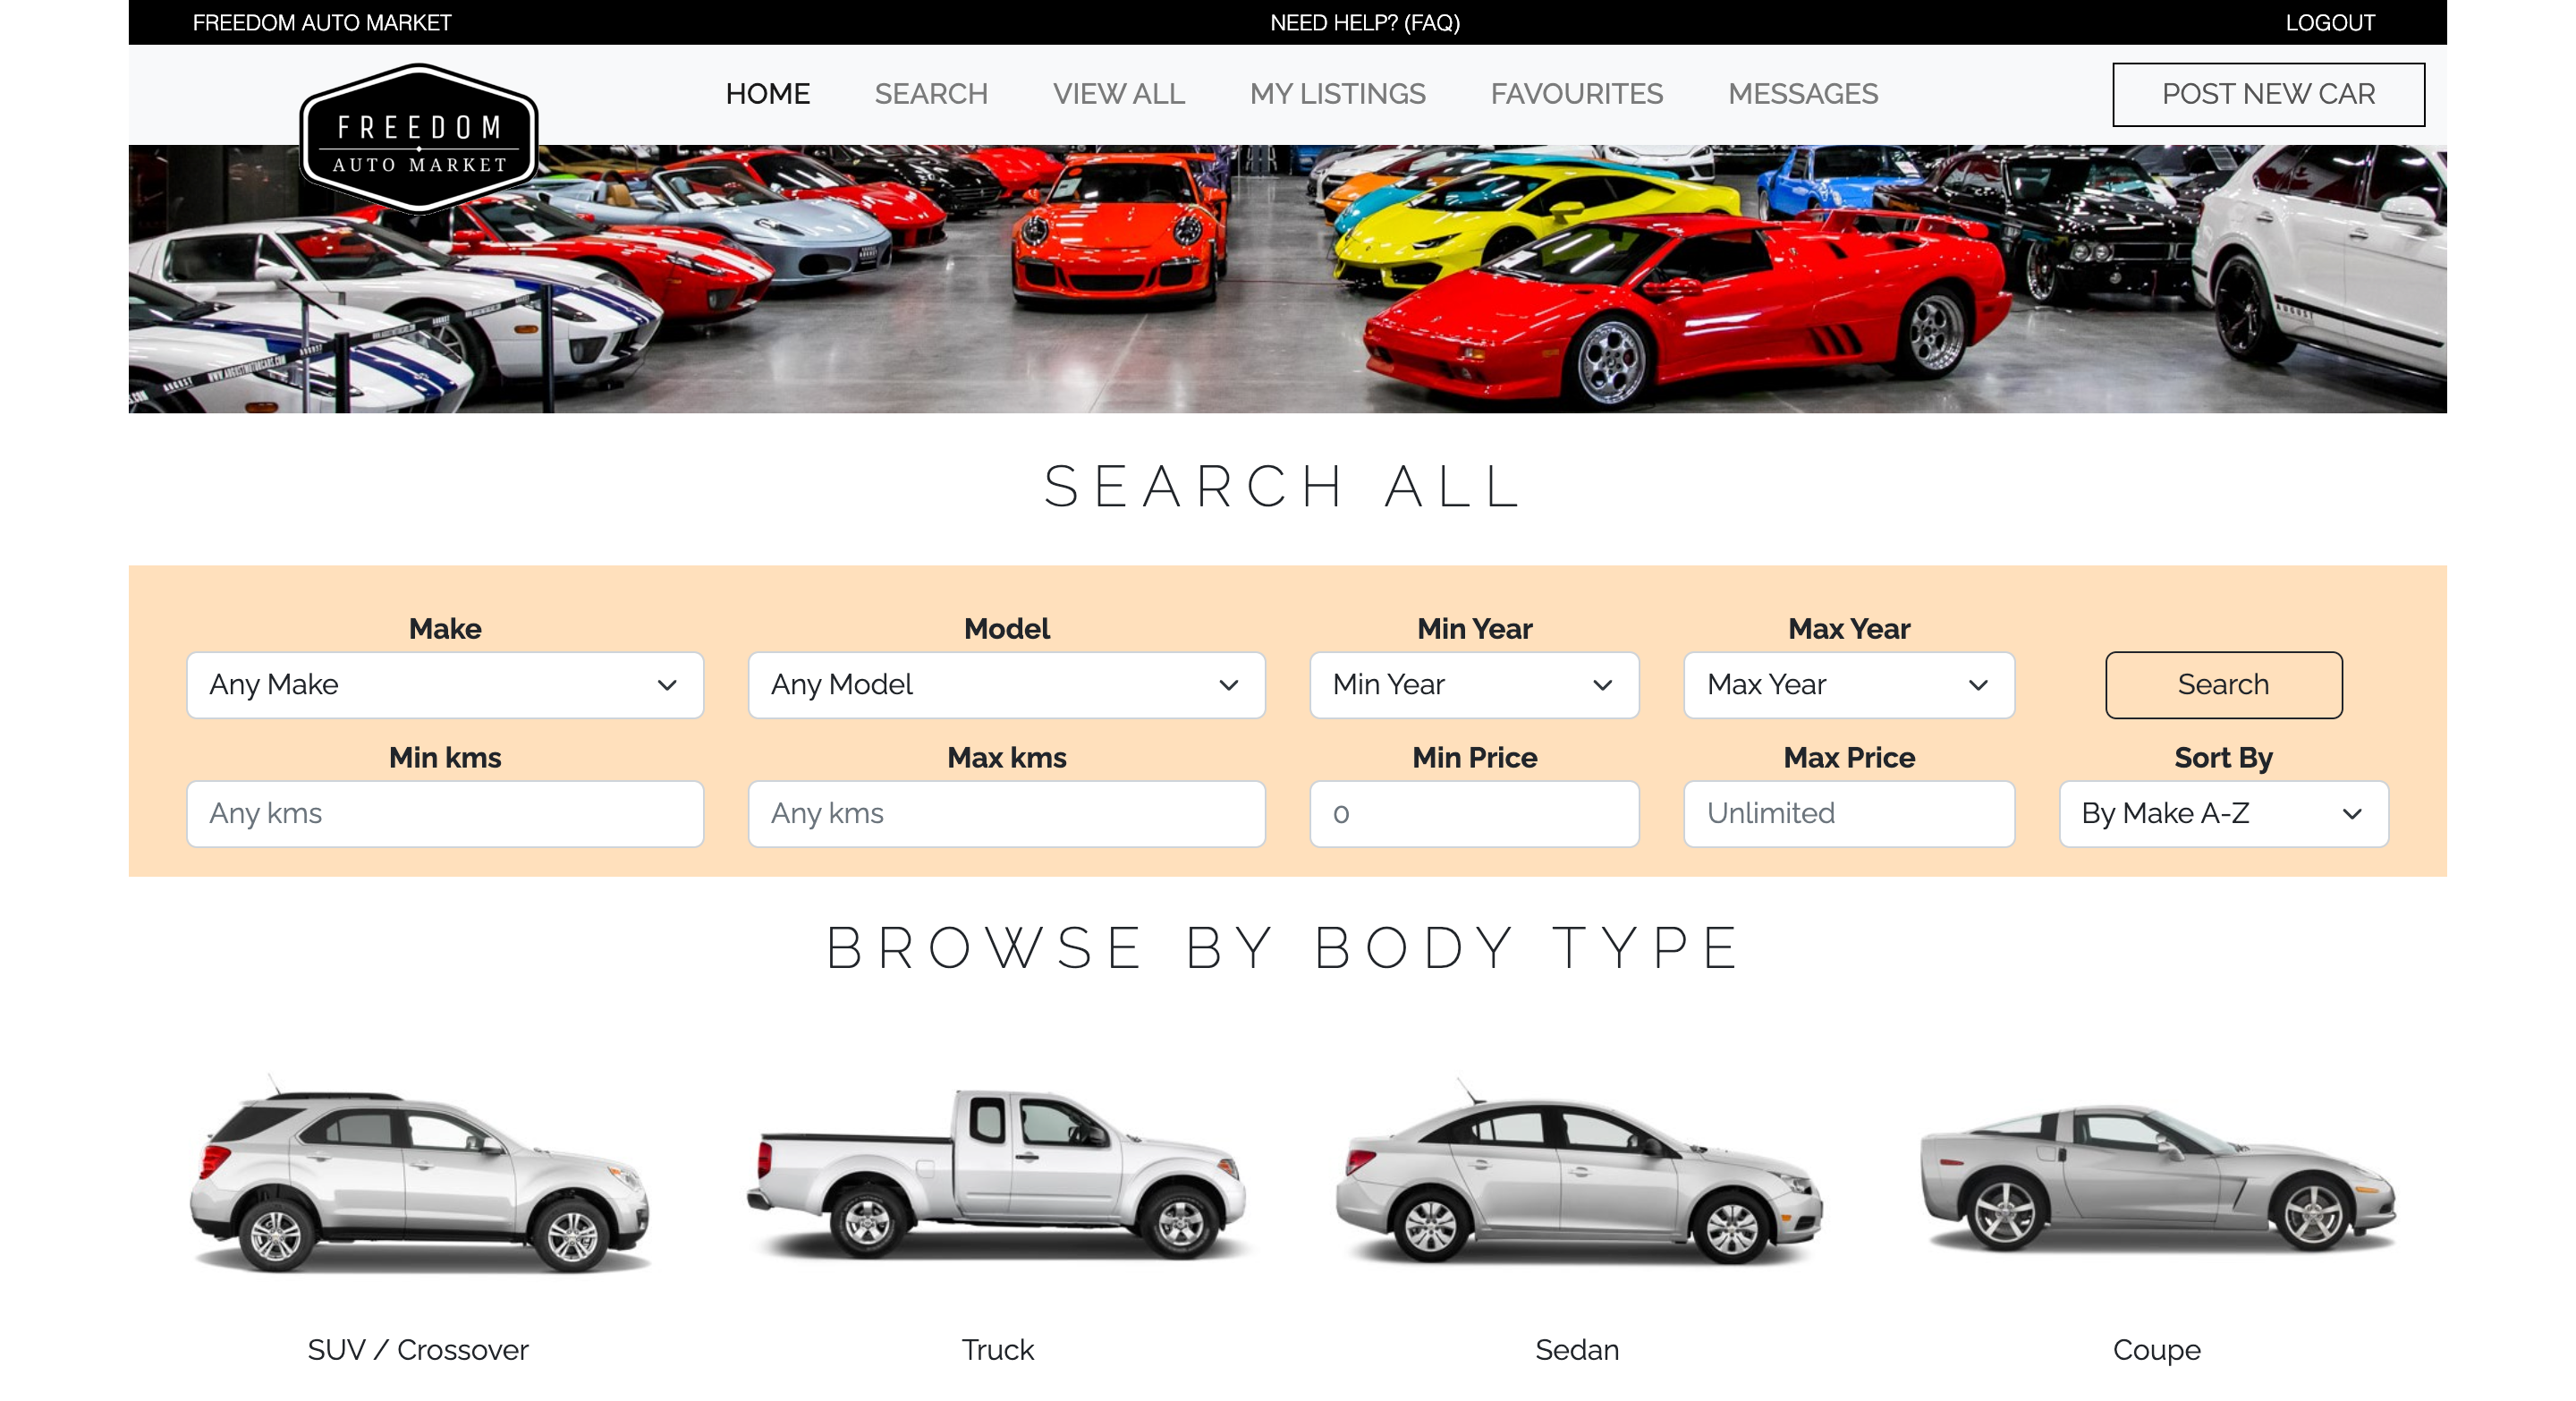 FREEDOM AUTO MARKET
NEED HELP? (FAQ)
LOGOUT
FREEDOM
AUTO MARKET
HOME
SEARCH
VIEW ALL
MY LISTINGS
FAVOURITES
MESSAGES
POST NEW CAR
SEARCH ALL
Make
Model
Min Year
Max Year
Any Make
Any Model
Min Year
Max Year
Search
Min kms
Max kms
Min Price
Max Price
Sort By
Any kms
Any kms
0
Unlimited
By Make A-Z
BROWSE BY BODY TYPE
SUV / Crossover
Truck
Sedan
Coupe